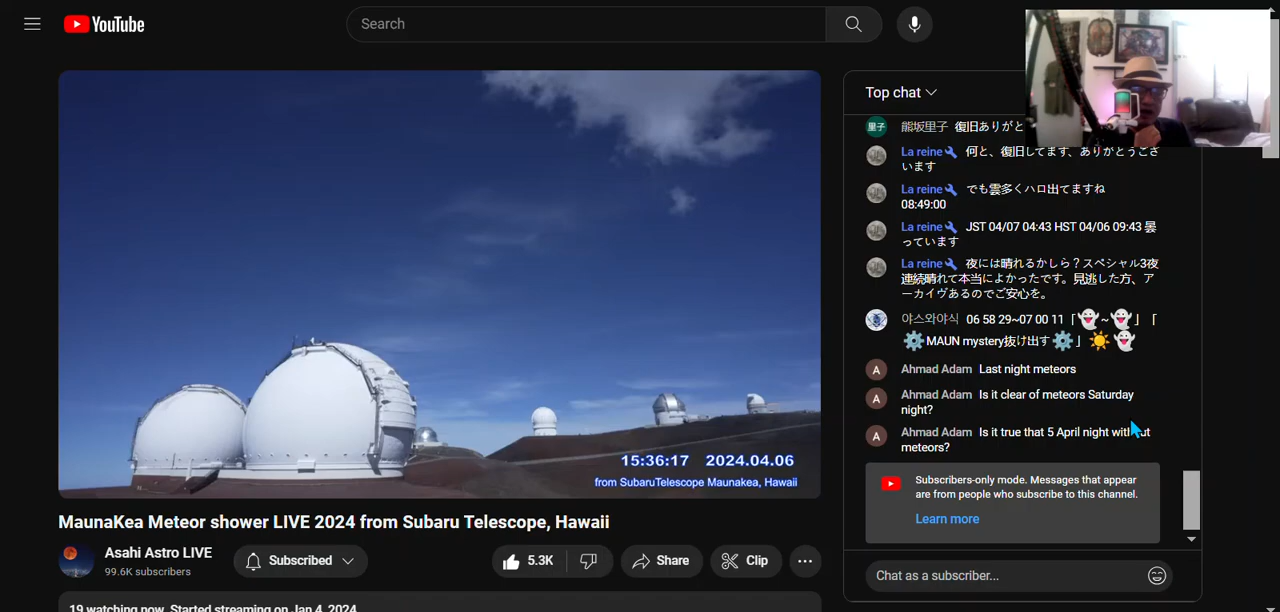 YouTube
Search
Top chat
里子 熊坂里子 復旧ありがと
La reine 何と、復旧してます、ありがとうござ
います
La reine でも雲多くハロ出てますね
08:49:00
La reine JST 04/07 04:43 HST 04/06 09:43 曇
っています
La reine 夜には晴れるかしら？スペシャル3夜
連続晴れて本当によかったです。見逃した方、ア
ーカイヴあるのでご安心を。
야스와야식 06 58 29~07 00 11「👻~👻」「
⚙️MAUN mystery抜け出す⚙️」☀️👻
A Ahmad Adam Last night meteors
A Ahmad Adam Is it clear of meteors Saturday
night?
A Ahmad Adam Is it true that 5 April night without
meteors?
Subscribers-only mode. Messages that appear
are from people who subscribe to this channel.
Learn more
Chat as a subscriber...
15:36:17 2024.04.06
from SubaruTelescope Maunakea, Hawaii
MaunaKea Meteor shower LIVE 2024 from Subaru Telescope, Hawaii
Asahi Astro LIVE
99.6K subscribers
Subscribed
5.3K
Share
Clip
19 watching now Started streaming on Jan 4, 2024